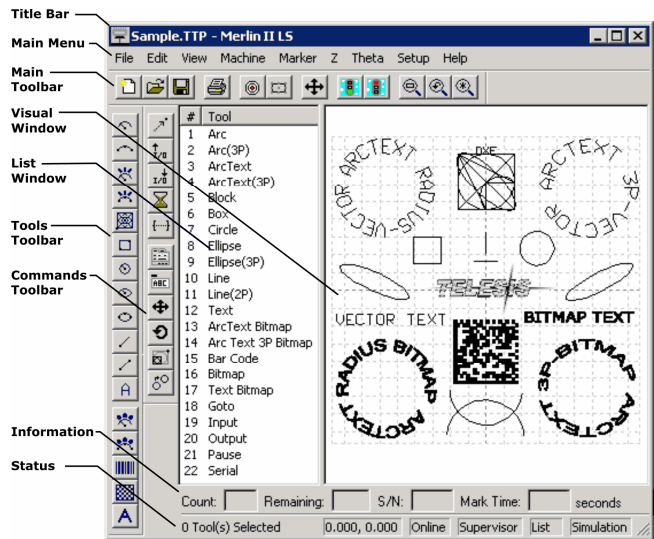 Title Bar
Sample.TTP - Merlin II LS
Main Menu
File Edit View Machine Marker Z Theta Setup Help
Main
Toolbar
Visual
Window
List
Window
Tools
Toolbar
Commands
Toolbar
Information
Status
I/O
I/O
{...}
ABC
A
A
# Tool
1 Arc
2 Arc(3P)
3 ArcText
4 ArcText(3P)
5 Block
6 Box
7 Circle
8 Ellipse
9 Ellipse(3P)
10 Line
11 Line(2P)
12 Text
13 ArcText Bitmap
14 Arc Text 3P Bitmap
15 Bar Code
16 Bitmap
17 Text Bitmap
18 Goto
19 Input
20 Output
21 Pause
22 Serial
ARCTEXT RADIUS-VECTOR
DXF
ARCTEXT 3P-VECTOR
TELESIS
VECTOR TEXT
BITMAP TEXT
ARCTEXT RADIUS BITMAP
ARCTEXT 3P-BITMAP
Count: Remaining: S/N: Mark Time: seconds
0 Tool(s) Selected 0.000, 0.000 Online Supervisor List Simulation